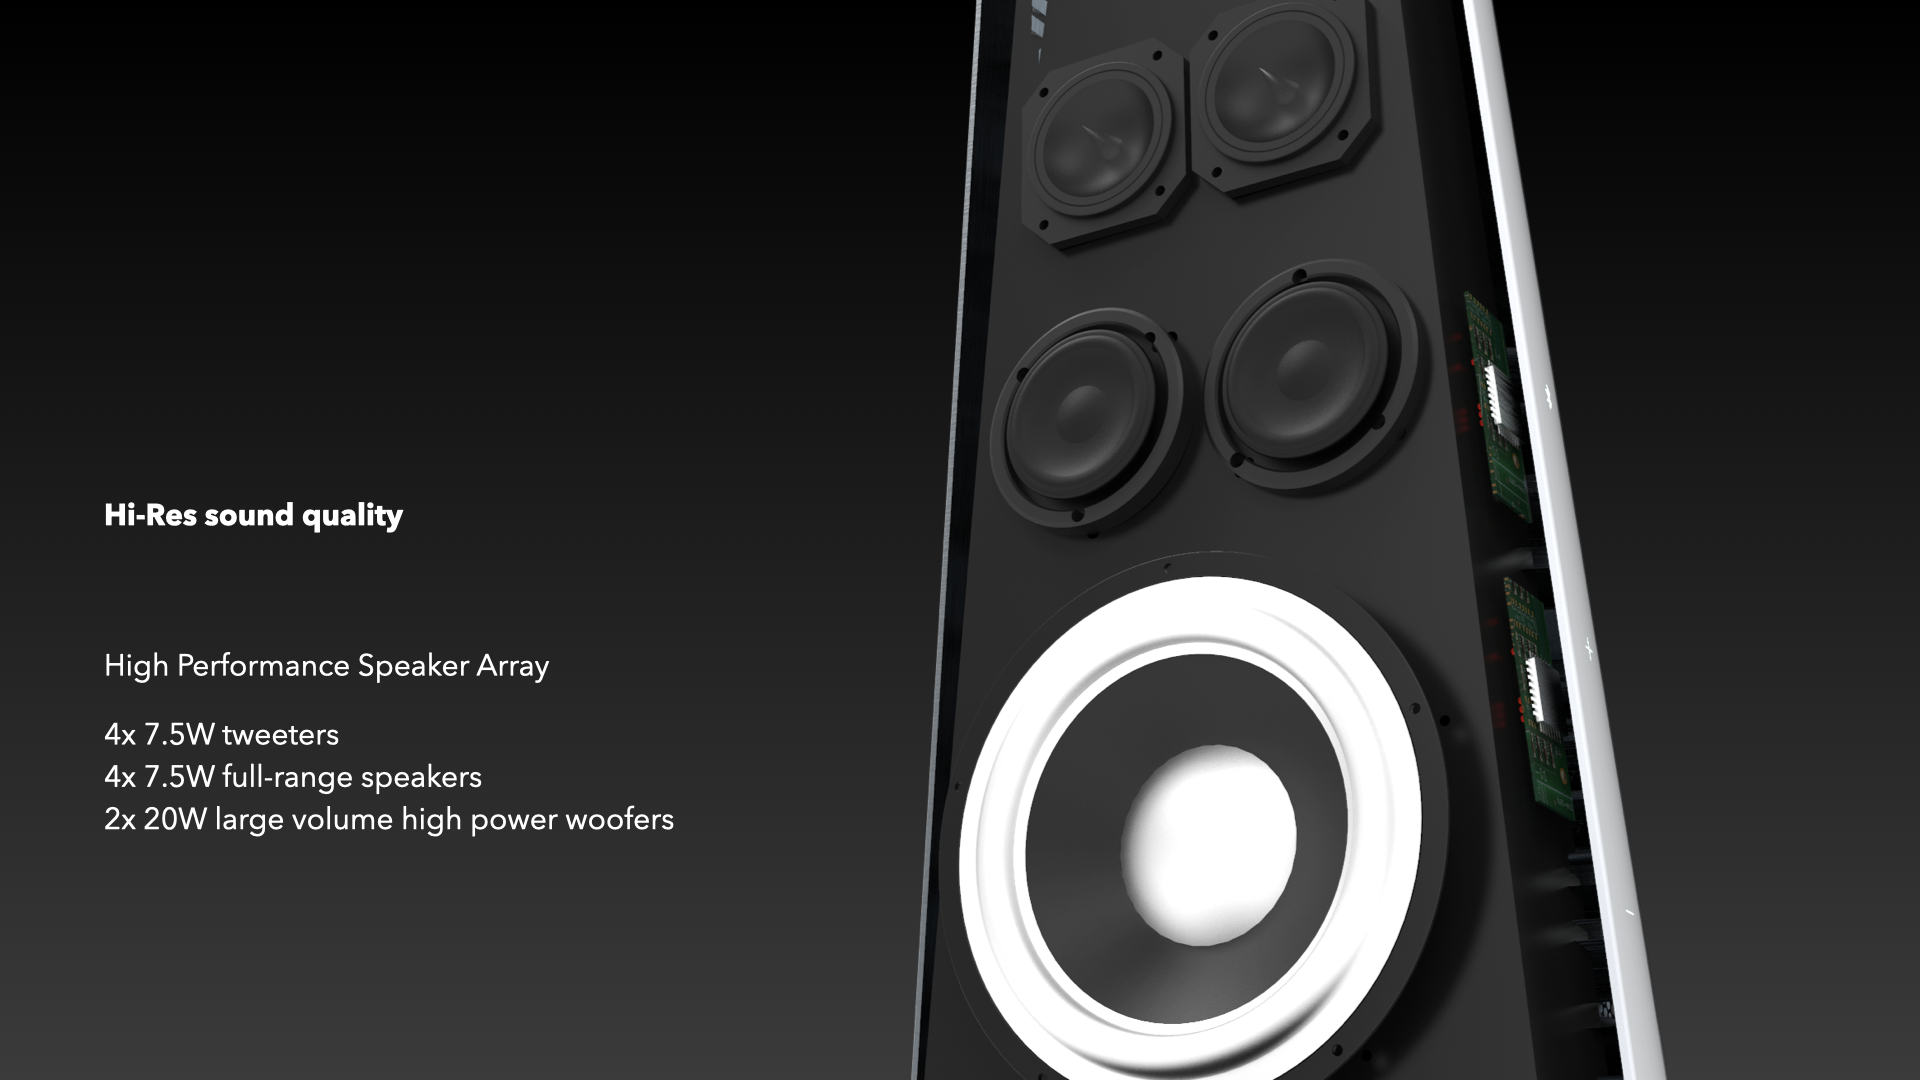 Hi-Res sound quality
High Performance Speaker Array
4x 7.5W tweeters
4x 7.5W full-range speakers
2x 20W large volume high power woofers